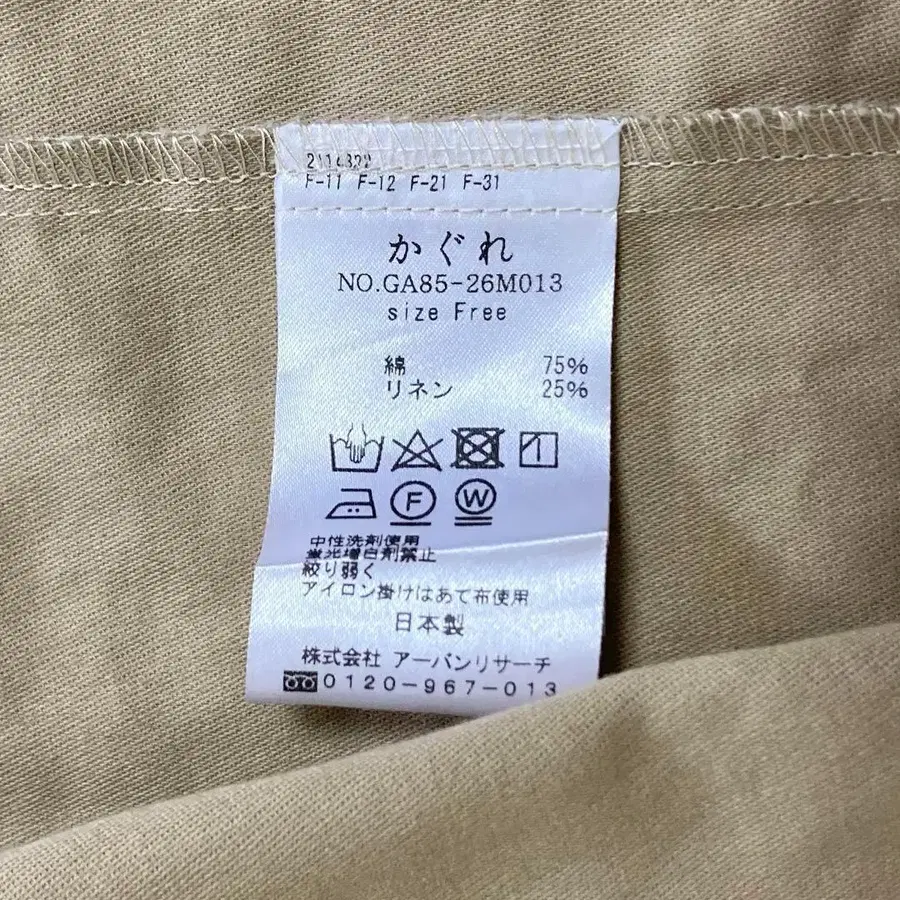 F-11 F-12 F-21 F-31
かぐれ
NO.GA85-26M013
size Free
綿 75%
リネン 25%
F W
中性洗剤使用
蛍光増白剤禁止
絞り弱く
アイロン掛けはあて布使用
日本製
株式会社 アーバンリサーチ
0120-967-013